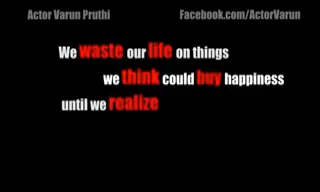 Actor Varun Pruthi
Facebook.com/ActorVarun
We waste our life on things
we think could buy happiness
until we realize